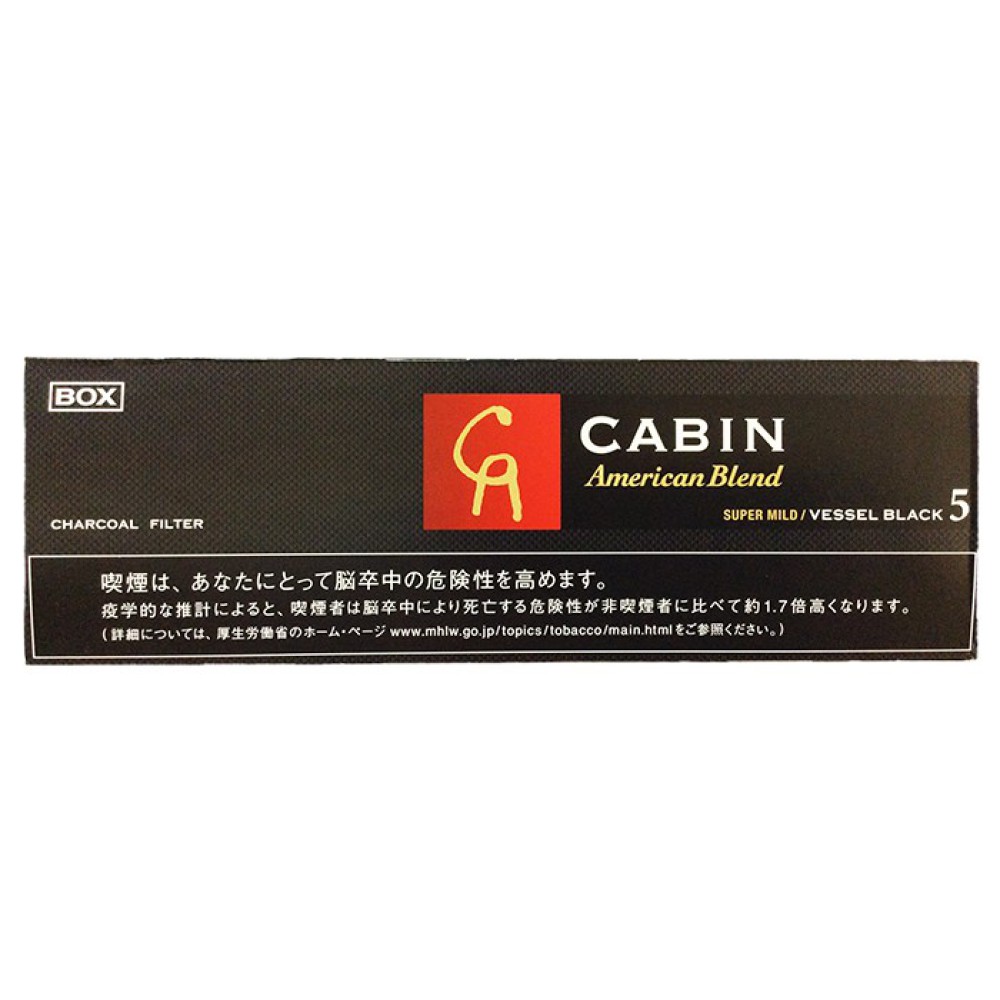 BOX
CA
CABIN
American Blend
CHARCOAL FILTER
SUPER MILD / VESSEL BLACK 5
喫煙は、あなたにとって脳卒中の危険性を高めます。
疫学的な推計によると、喫煙者は脳卒中により死亡する危険性が非喫煙者に比べて約1.7倍高くなります。
(詳細については、厚生労働省のホーム・ページ www.mhlw.go.jp/topics/tobacco/main.htmlをご参照ください。)